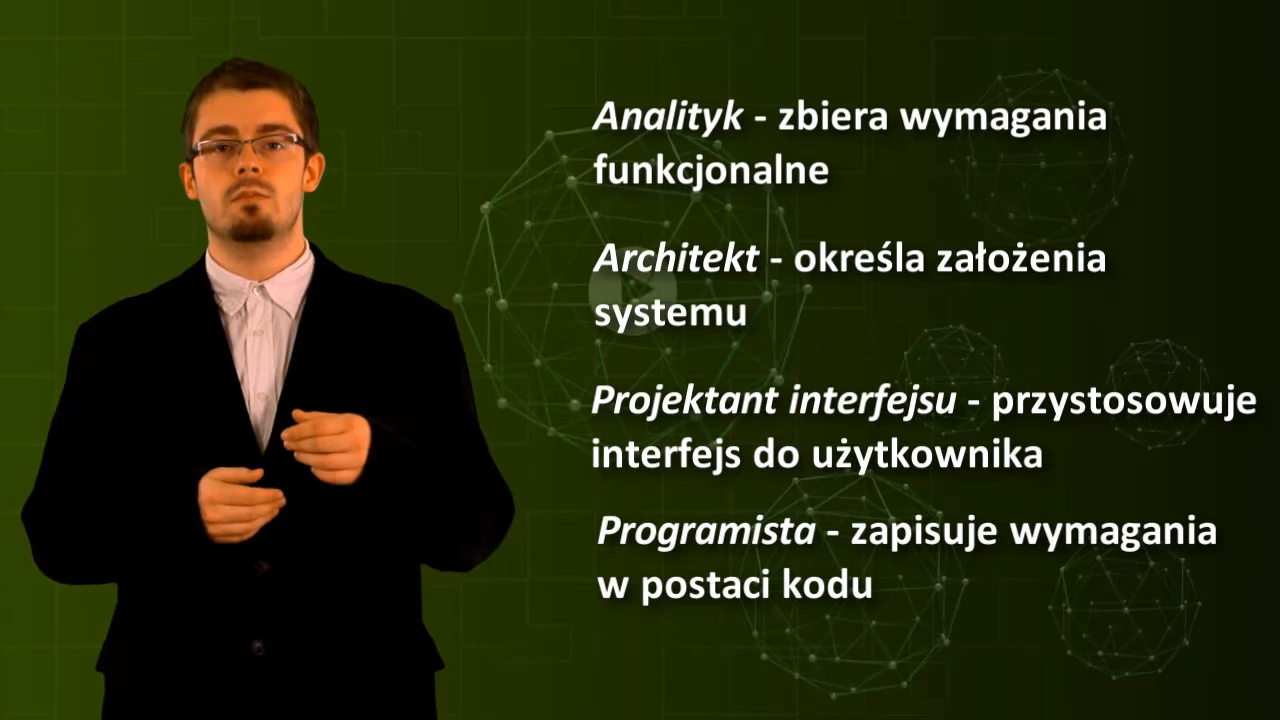 Analityk - zbiera wymagania
funkcjonalne
Architekt - określa założenia
systemu
Projektant interfejsu - przystosowuje
interfejs do użytkownika
Programista - zapisuje wymagania
w postaci kodu